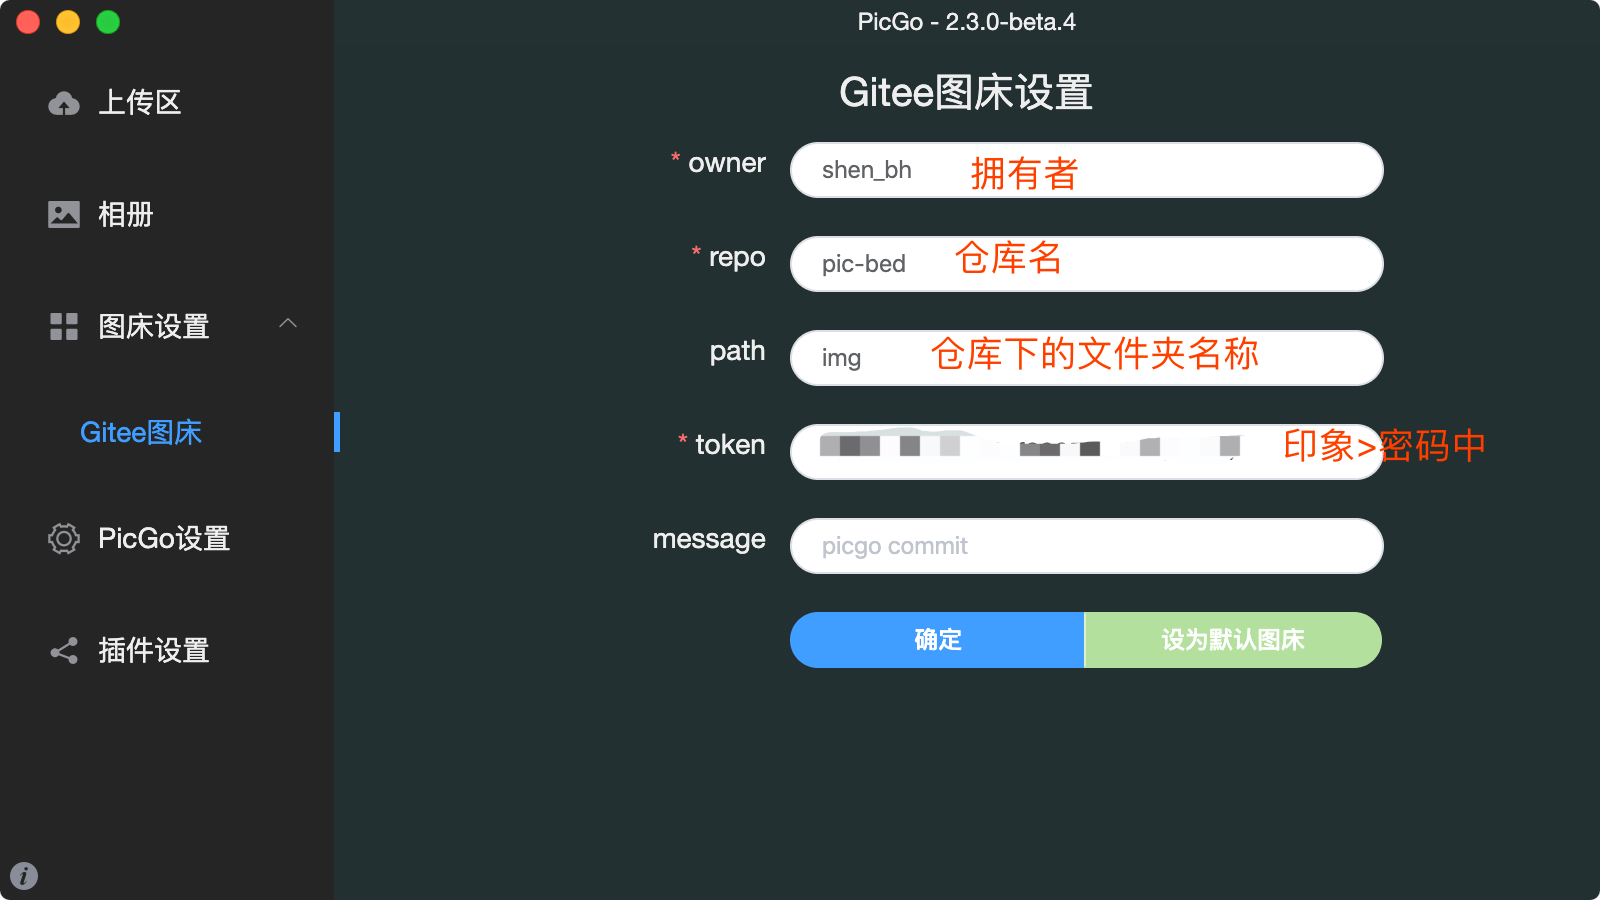 PicGo - 2.3.0-beta.4
上传区
相册
图床设置
Gitee图床
PicGo设置
插件设置
Gitee图床设置
* owner shen_bh 拥有者
* repo pic-bed 仓库名
path img 仓库下的文件夹名称
* token 印象>密码中
message picgo commit
确定 设为默认图床